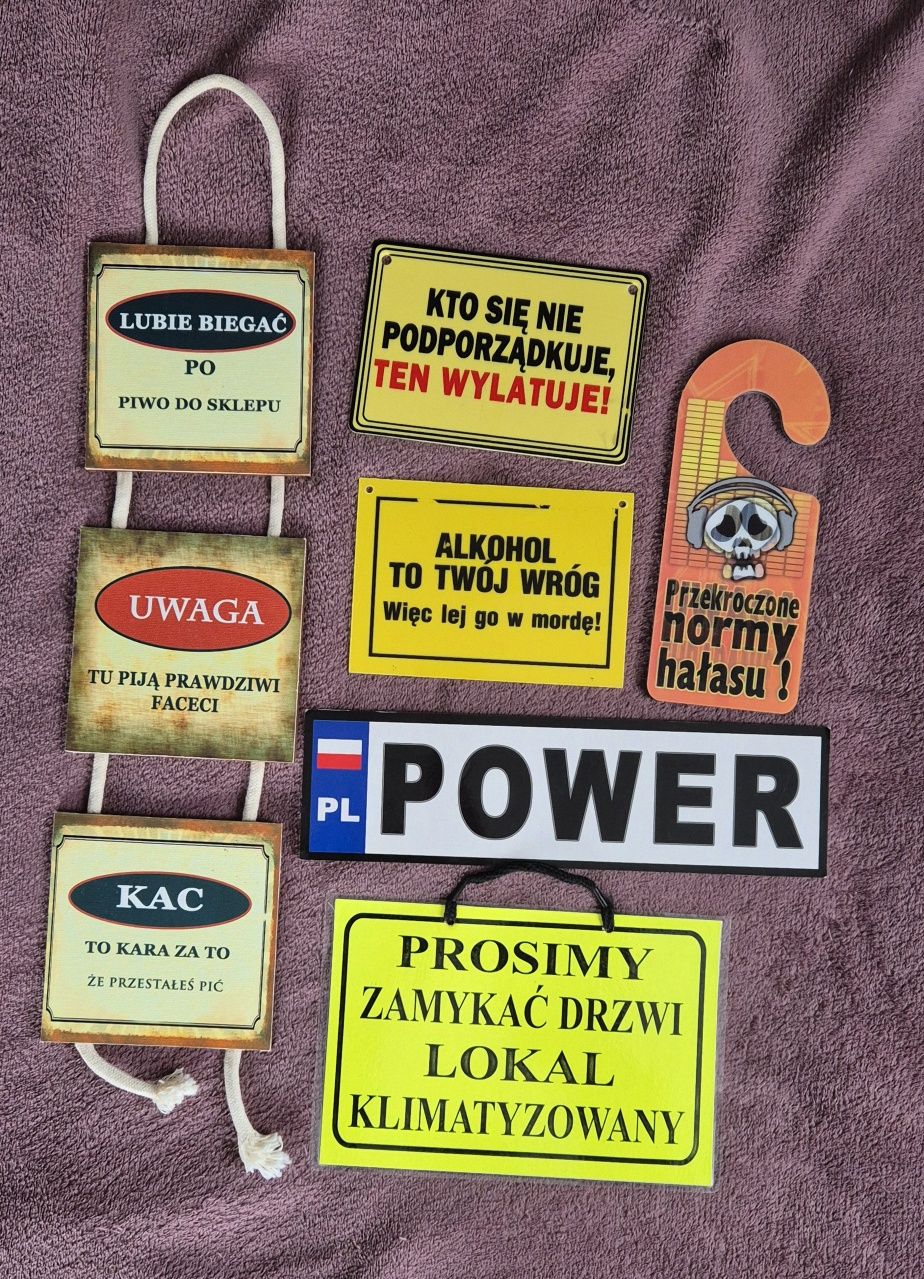 LUBIE BIEGAĆ
PO
PIWO DO SKLEPU
UWAGA
TU PIJĄ PRAWDZIWI
FACECI
KAC
TO KARA ZA TO
ŻE PRZESTAŁEŚ PIĆ
KTO SIĘ NIE
PODPORZĄDKUJE,
TEN WYLATUJE!
ALKOHOL
TO TWÓJ WRÓG
Więc lej go w mordę!
Przekroczone
normy
hałasu !
PL POWER
PROSIMY
ZAMYKAĆ DRZWI
LOKAL
KLIMATYZOWANY